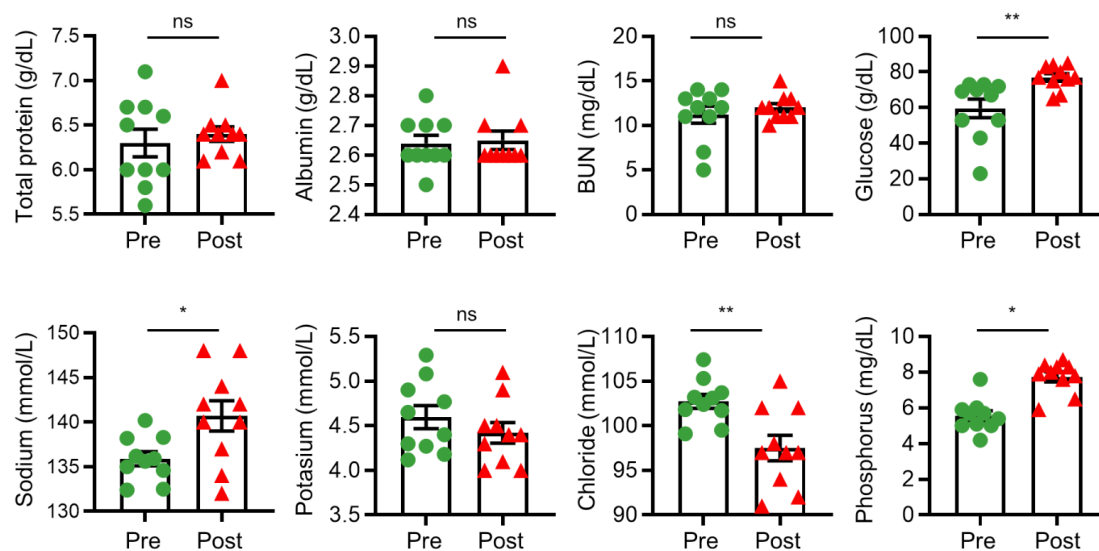 ns
Total protein (g/dL)
7.5
7.0
6.5
6.0
5.5
Pre Post
ns
Albumin (g/dL)
3.0
2.9
2.8
2.7
2.6
2.5
2.4
Pre Post
ns
BUN (mg/dL)
20
15
10
5
0
Pre Post
**
Glucose (g/dL)
100
80
60
40
20
0
Pre Post
*
Sodium (mmol/L)
150
145
140
135
130
Pre Post
ns
Potasium (mmol/L)
5.5
5.0
4.5
4.0
3.5
Pre Post
**
Chloride (mmol/L)
110
105
100
95
90
Pre Post
*
Phosphorus (mg/dL)
8
6
4
2
0
Pre Post